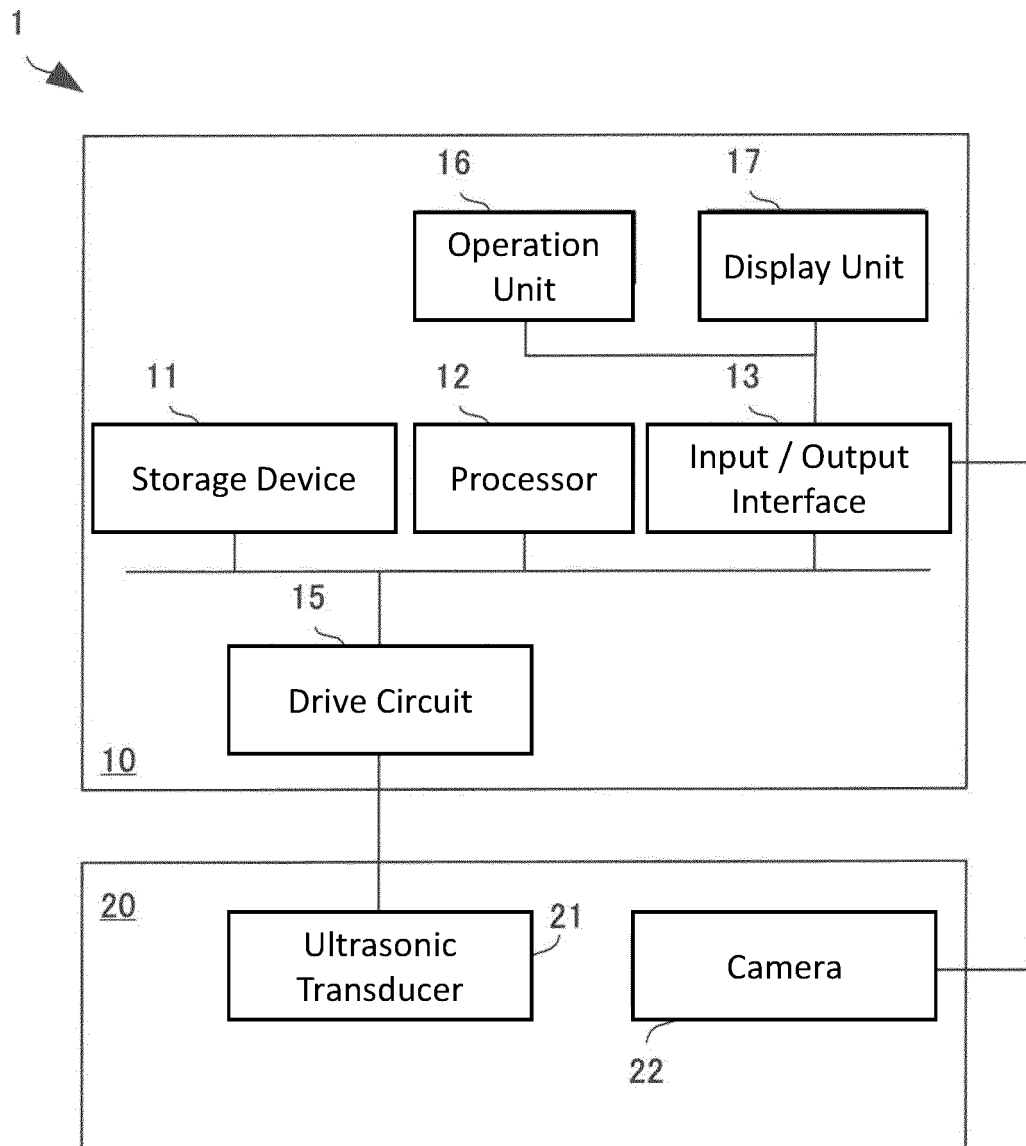 1
16
17
Operation
Unit
Display Unit
11
12
13
Storage Device
Processor
Input / Output
Interface
15
Drive Circuit
10
20
21
Ultrasonic
Transducer
Camera
22